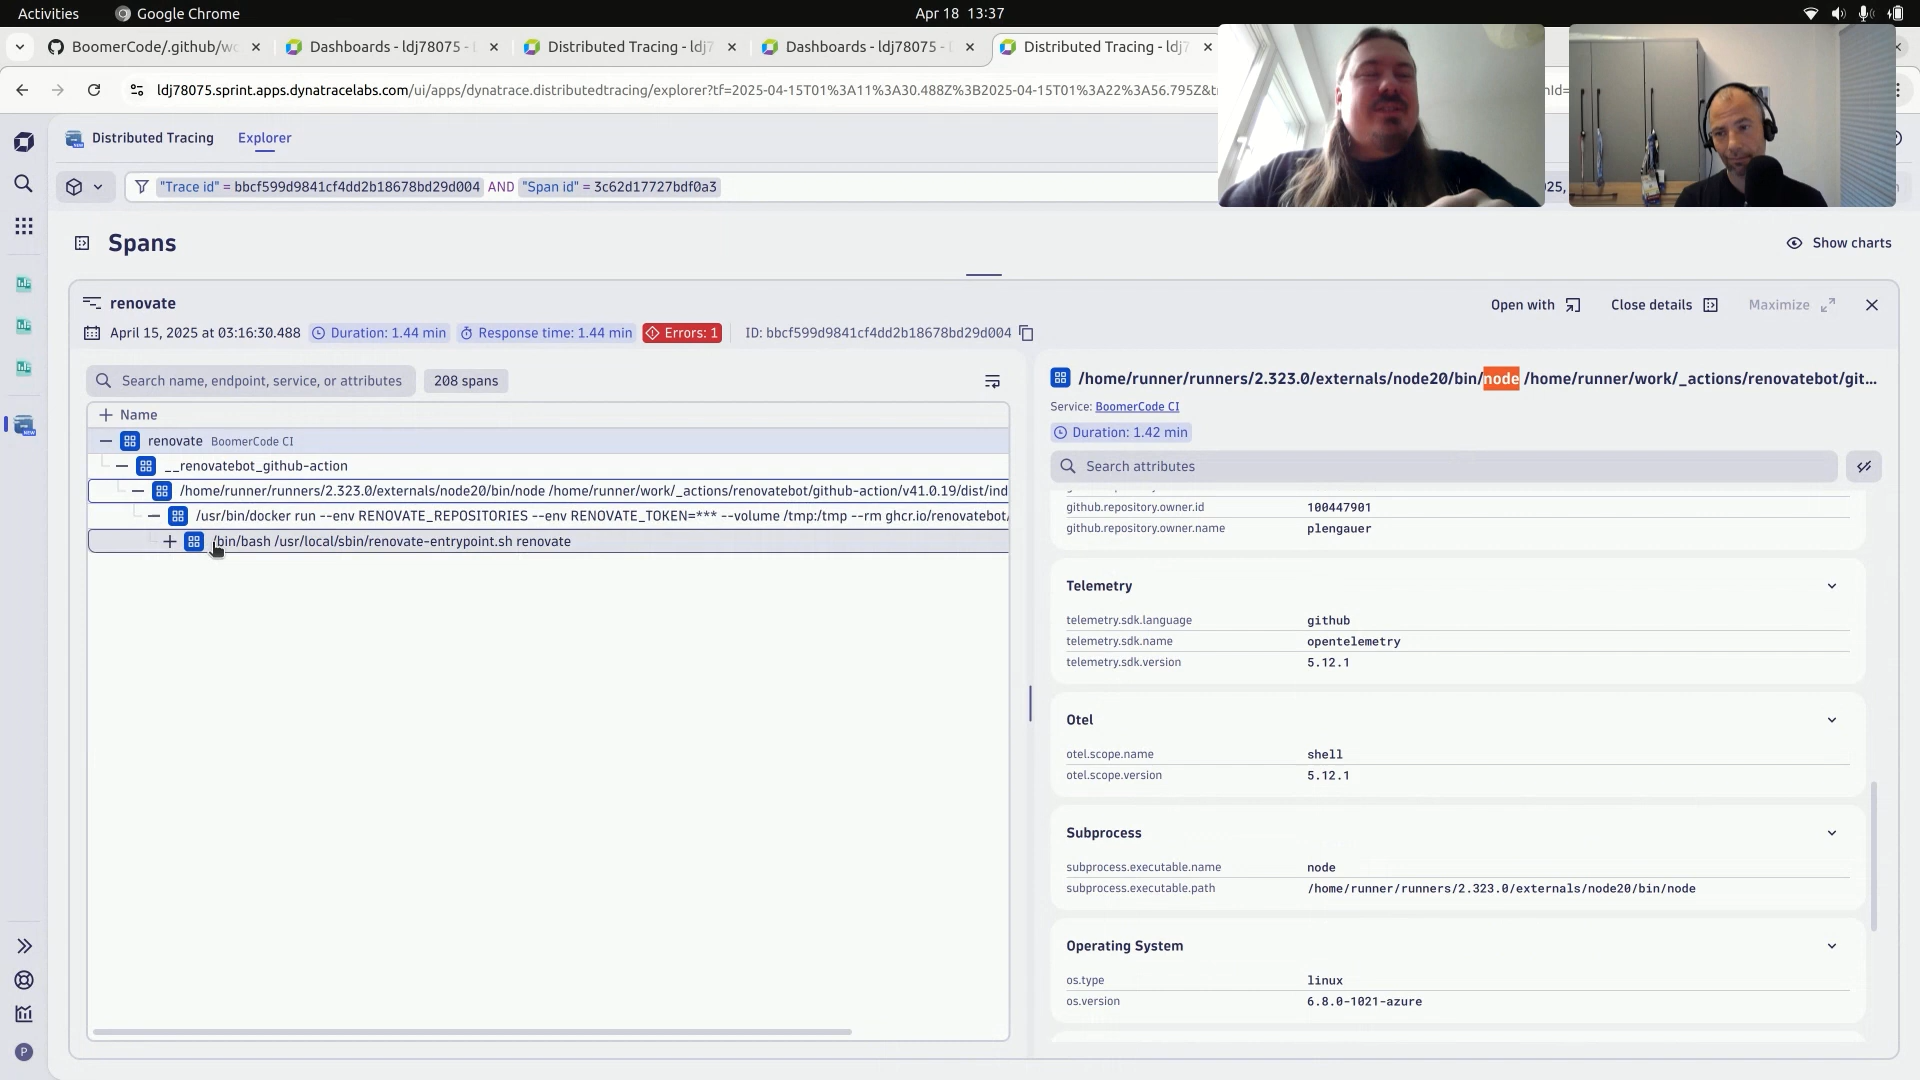 Activities
Google Chrome
Apr 18 13:37
BoomerCode/.github/wo
Dashboards - ldj78075 -
Distributed Tracing - ldj7
Dashboards - ldj78075 -
Distributed Tracing - ldj7
ldj78075.sprint.apps.dynatracelabs.com/ui/apps/dynatrace.distributedtracing/explorer?tf=2025-04-15T01%3A11%3A30.488Z%3B2025-04-15T01%3A22%3A56.795Z&tr
nId=
Distributed Tracing
Explorer
"Trace id" = bbcf599d9841cf4dd2b18678bd29d004 AND "Span id" = 3c62d17727bdf0a3
025,
Spans
Show charts
renovate
Open with
Close details
Maximize
April 15, 2025 at 03:16:30.488
Duration: 1.44 min
Response time: 1.44 min
Errors: 1
ID: bbcf599d9841cf4dd2b18678bd29d004
Search name, endpoint, service, or attributes
208 spans
Name
renovate BoomerCode CI
__renovatebot_github-action
/home/runner/runners/2.323.0/externals/node20/bin/node /home/runner/work/_actions/renovatebot/github-action/v41.0.19/dist/ind
/usr/bin/docker run --env RENOVATE_REPOSITORIES --env RENOVATE_TOKEN=*** --volume /tmp:/tmp --rm ghcr.io/renovatebot/
/bin/bash /usr/local/sbin/renovate-entrypoint.sh renovate
/home/runner/runners/2.323.0/externals/node20/bin/node /home/runner/work/_actions/renovatebot/git...
Service: BoomerCode CI
Duration: 1.42 min
Search attributes
github.repository.owner.id 100447901
github.repository.owner.name plengauer
Telemetry
telemetry.sdk.language github
telemetry.sdk.name opentelemetry
telemetry.sdk.version 5.12.1
Otel
otel.scope.name shell
otel.scope.version 5.12.1
Subprocess
subprocess.executable.name node
subprocess.executable.path /home/runner/runners/2.323.0/externals/node20/bin/node
Operating System
os.type linux
os.version 6.8.0-1021-azure
P